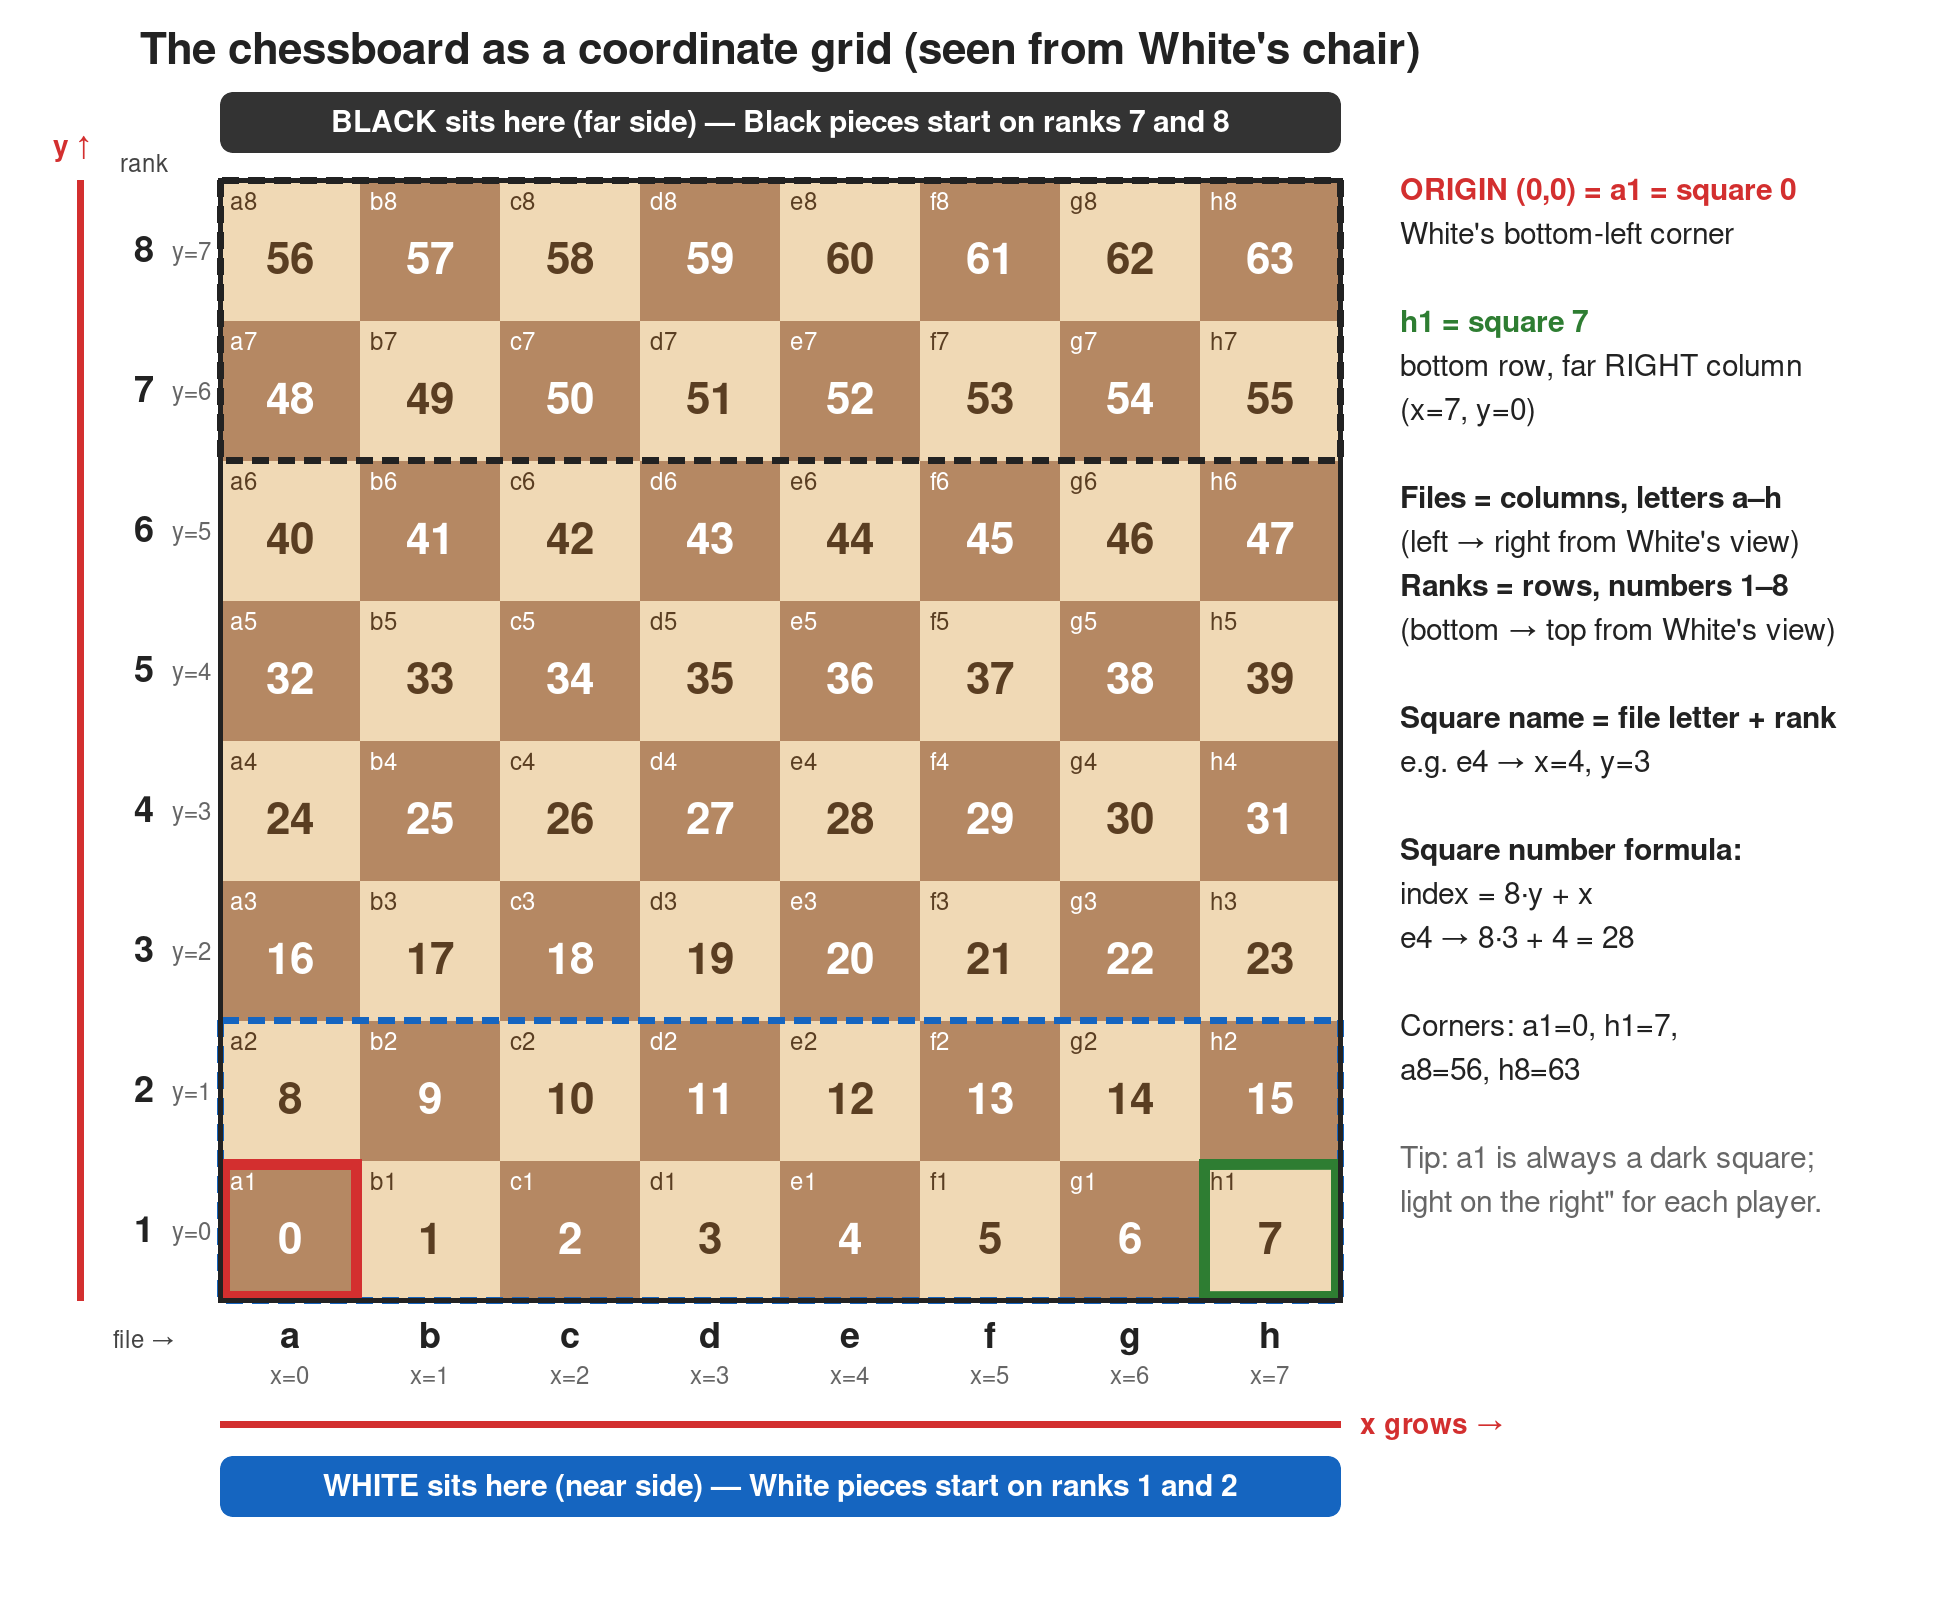 The chessboard as a coordinate grid (seen from White's chair)
BLACK sits here (far side) — Black pieces start on ranks 7 and 8
y ↑
rank
8 y=7
a8 b8 c8 d8 e8 f8 g8 h8
56 57 58 59 60 61 62 63
7 y=6
a7 b7 c7 d7 e7 f7 g7 h7
48 49 50 51 52 53 54 55
6 y=5
a6 b6 c6 d6 e6 f6 g6 h6
40 41 42 43 44 45 46 47
5 y=4
a5 b5 c5 d5 e5 f5 g5 h5
32 33 34 35 36 37 38 39
4 y=3
a4 b4 c4 d4 e4 f4 g4 h4
24 25 26 27 28 29 30 31
3 y=2
a3 b3 c3 d3 e3 f3 g3 h3
16 17 18 19 20 21 22 23
2 y=1
a2 b2 c2 d2 e2 f2 g2 h2
8 9 10 11 12 13 14 15
1 y=0
a1 b1 c1 d1 e1 f1 g1 h1
0 1 2 3 4 5 6 7
file → a b c d e f g h
x=0 x=1 x=2 x=3 x=4 x=5 x=6 x=7
x grows →
WHITE sits here (near side) — White pieces start on ranks 1 and 2
ORIGIN (0,0) = a1 = square 0
White's bottom-left corner
h1 = square 7
bottom row, far RIGHT column
(x=7, y=0)
Files = columns, letters a–h
(left → right from White's view)
Ranks = rows, numbers 1–8
(bottom → top from White's view)
Square name = file letter + rank
e.g. e4 → x=4, y=3
Square number formula:
index = 8·y + x
e4 → 8·3 + 4 = 28
Corners: a1=0, h1=7,
a8=56, h8=63
Tip: a1 is always a dark square;
light on the right" for each player.